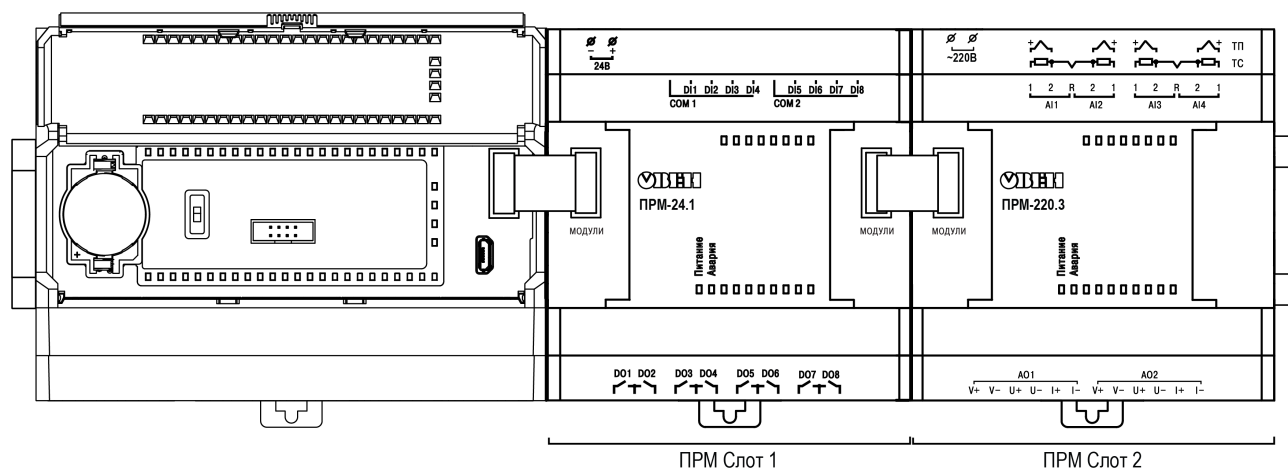 − +
24В
DI1 DI2 DI3 DI4 DI5 DI6 DI7 DI8
COM 1 COM 2
ОВЕН
ПРМ-24.1
МОДУЛИ МОДУЛИ
Питание
Авария
DO1 DO2 DO3 DO4 DO5 DO6 DO7 DO8
ПРМ Слот 1
~220В
+ + + + ТП
ТС
1 2 R 2 1 1 2 R 2 1
AI1 AI2 AI3 AI4
ОВЕН
ПРМ-220.3
МОДУЛИ
Питание
Авария
AO1 AO2
V+ V− U+ U− I+ I− V+ V− U+ U− I+ I−
ПРМ Слот 2
+